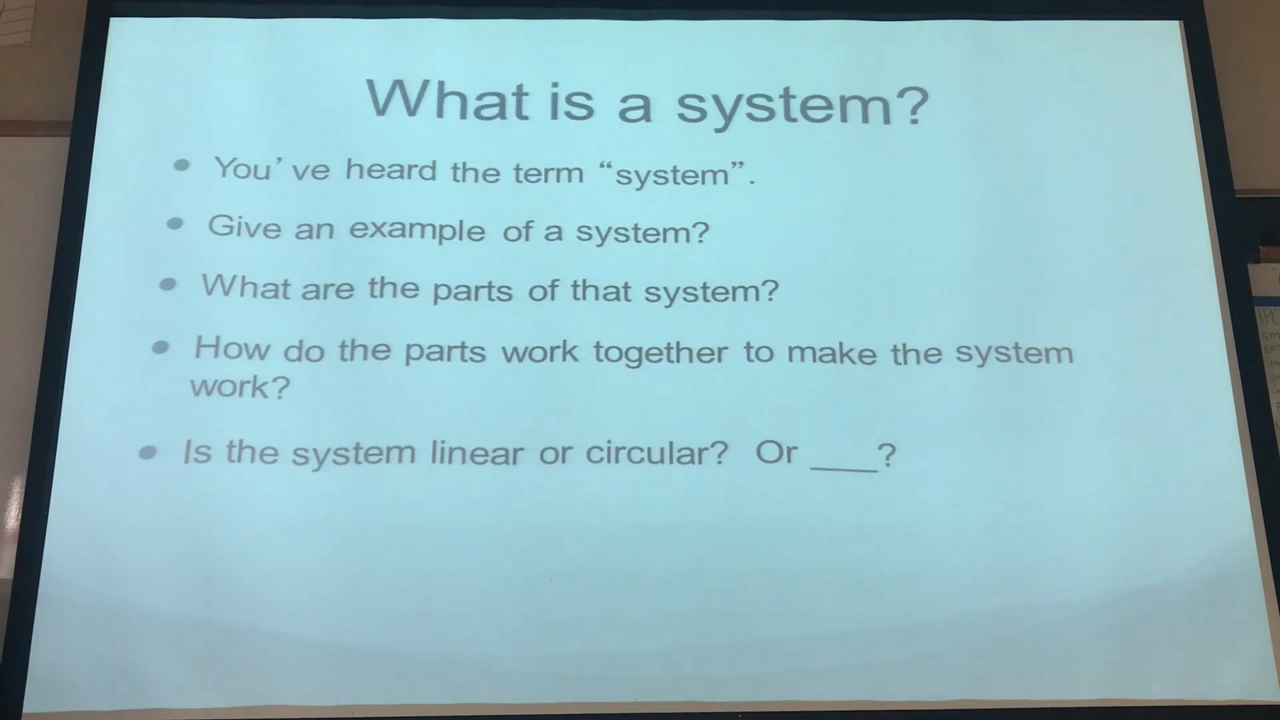 What is a system?
• You’ ve heard the term “system”.
• Give an example of a system?
• What are the parts of that system?
• How do the parts work together to make the system
work?
• Is the system linear or circular? Or ____?